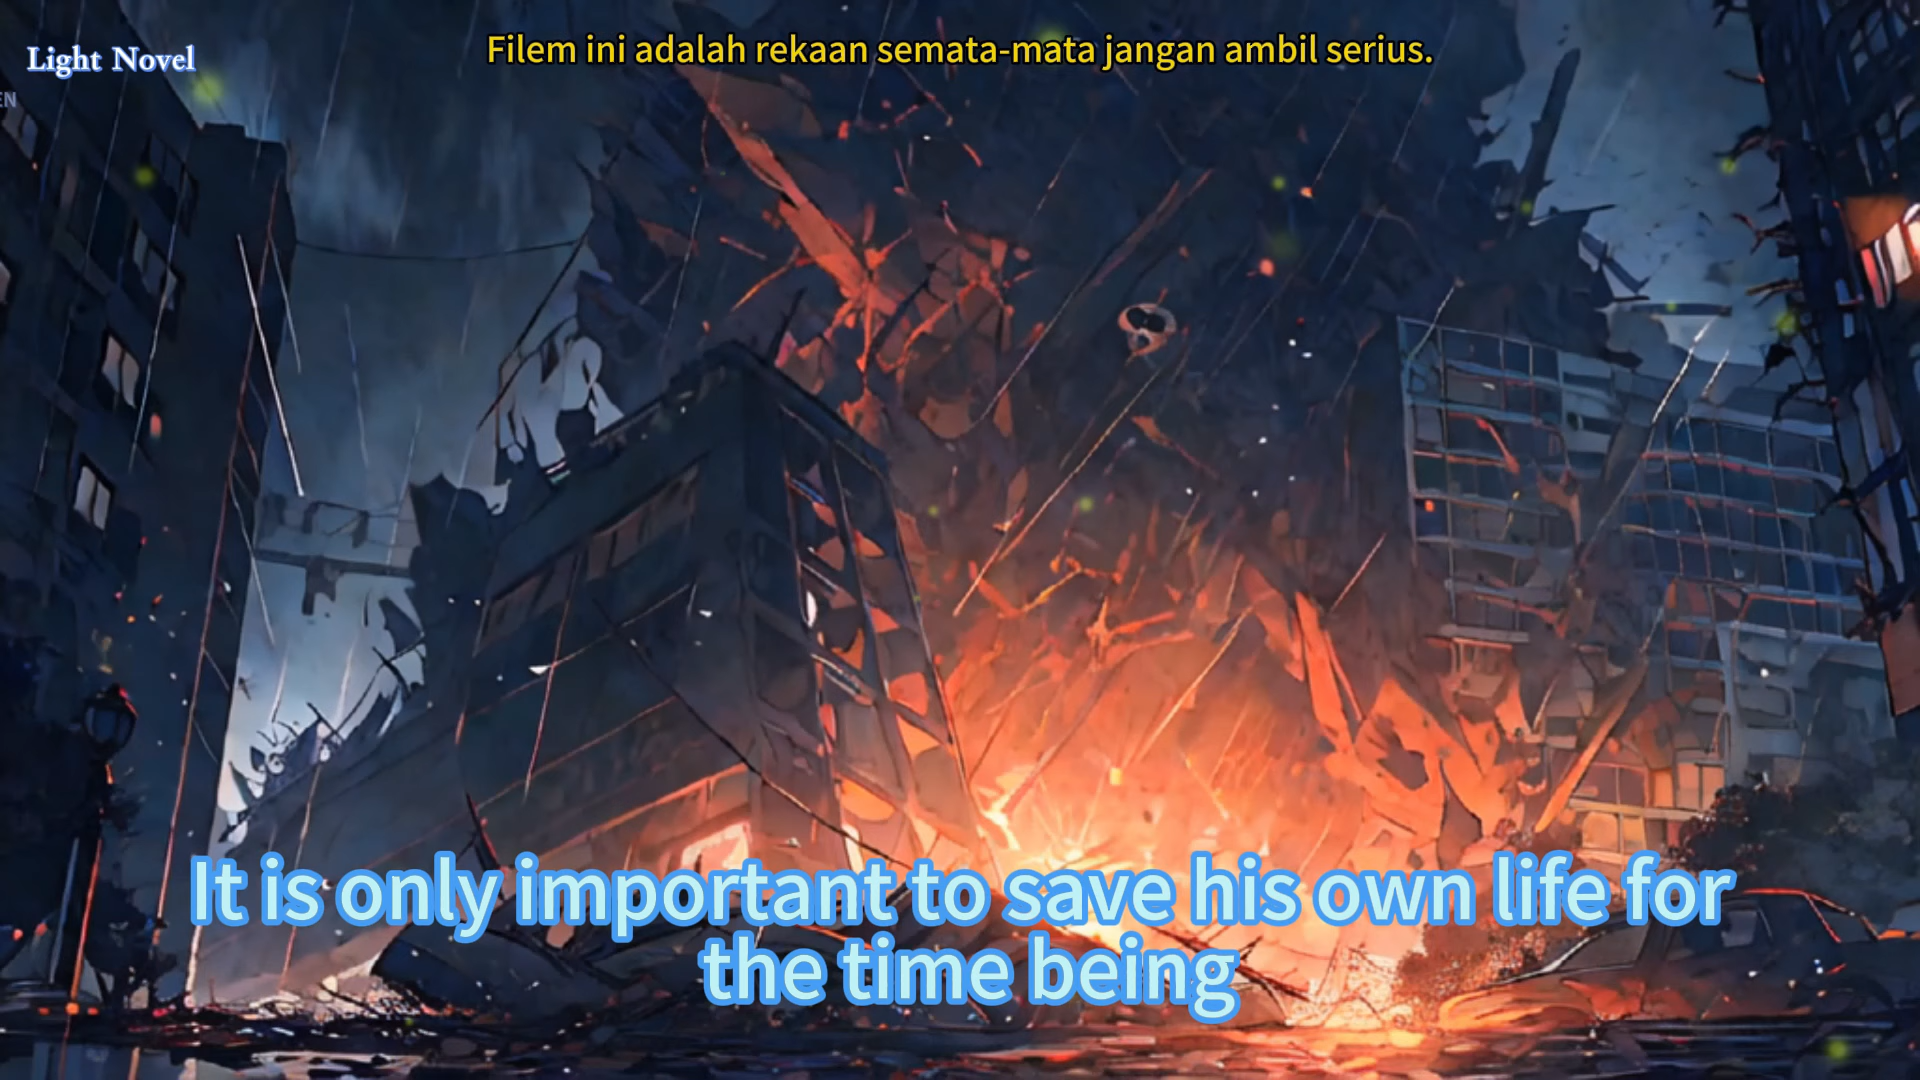 Filem ini adalah rekaan semata-mata jangan ambil serius.
Light Novel
EN
It is only important to save his own life for
the time being